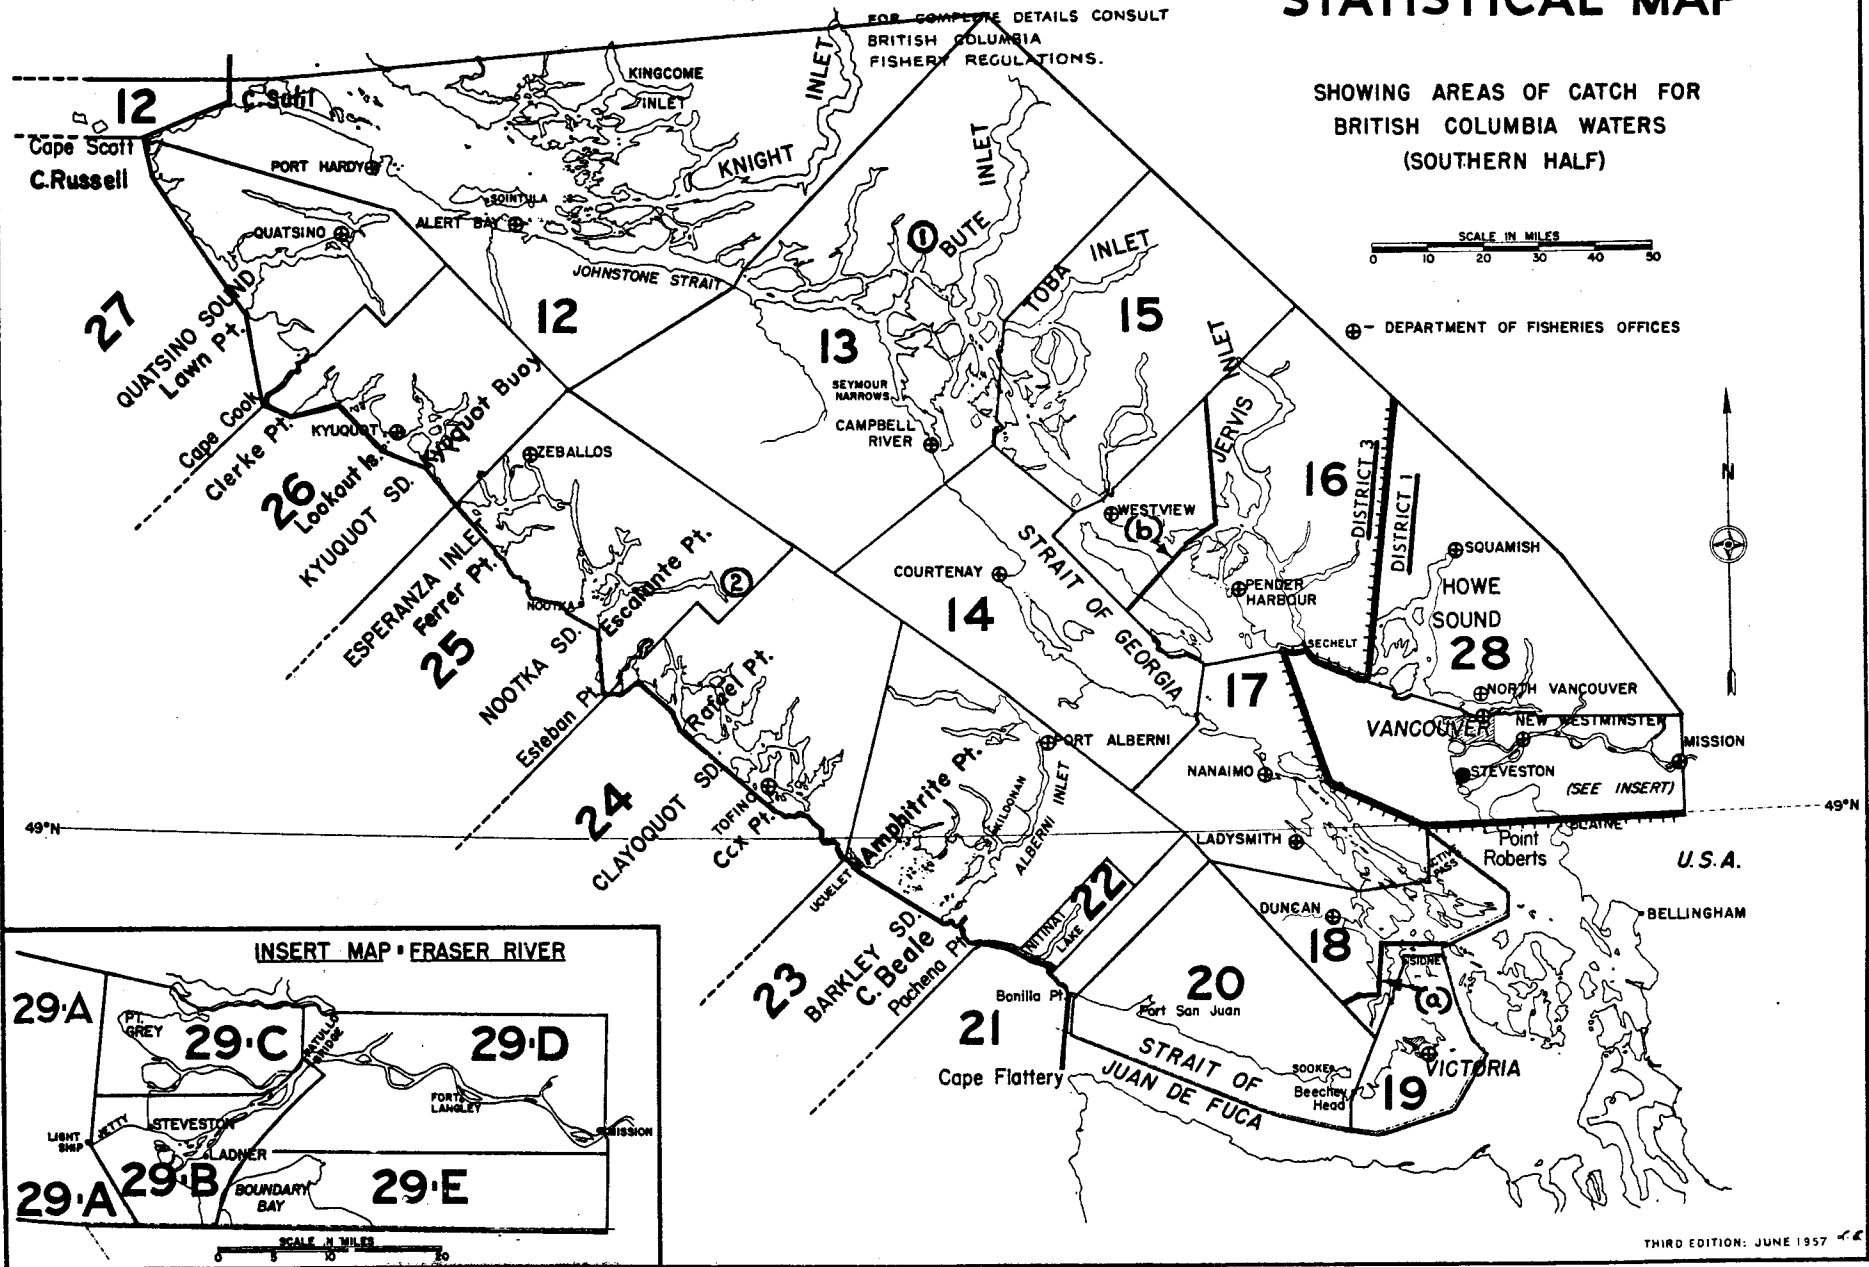 STATISTICAL MAP
FOR COMPLETE DETAILS CONSULT
BRITISH COLUMBIA
FISHERY REGULATIONS.
SHOWING AREAS OF CATCH FOR
BRITISH COLUMBIA WATERS
(SOUTHERN HALF)
SCALE IN MILES
0 10 20 30 40 50
⊕ – DEPARTMENT OF FISHERIES OFFICES
N
12
C. Sutil
Cape Scott
C. Russell
PORT HARDY
KINGCOME
INLET
KNIGHT
INLET
SOINTULA
ALERT BAY
QUATSINO
JOHNSTONE STRAIT
12
27
QUATSINO SOUND
Lawn Pt.
Cape Cook
Clerke Pt.
KYUQUOT
26
Lookout Is.
KYUQUOT SD.
Kyuquot Buoy
ZEBALLOS
ESPERANZA INLET
Ferrer Pt.
25
NOOTKA
NOOTKA SD.
Escalante Pt.
2
Esteban Pt.
Rafael Pt.
24
CLAYOQUOT SD.
TOFINO
Cox Pt.
1
BUTE
INLET
TOBA INLET
13
SEYMOUR
NARROWS
CAMPBELL
RIVER
15
JERVIS
INLET
WESTVIEW
(b)
16
DISTRICT 3
DISTRICT 1
SQUAMISH
HOWE
SOUND
28
PENDER
HARBOUR
SECHELT
COURTENAY
14
STRAIT OF GEORGIA
17
NORTH VANCOUVER
VANCOUVER
NEW WESTMINSTER
MISSION
STEVESTON
(SEE INSERT)
PORT ALBERNI
NANAIMO
KILDONAN
ALBERNI
INLET
Amphitrite Pt.
UCUELET
49°N
49°N
LADYSMITH
ACTIVE
PASS
BLAINE
Point
Roberts
U.S.A.
BELLINGHAM
23
BARKLEY SD.
C. Beale
Pachena Pt.
22
NITINAT
LAKE
DUNCAN
18
SIDNEY
(a)
20
Bonilla Pt.
Port San Juan
21
Cape Flattery
STRAIT OF
JUAN DE FUCA
SOOKE
Beechey
Head
19
VICTORIA
INSERT MAP • FRASER RIVER
29·A
PT.
GREY
29·C
PATULLO
BRIDGE
29·D
FORT
LANGLEY
MISSION
LIGHT
SHIP
JETTY
STEVESTON
LADNER
29·A
29·B
BOUNDARY
BAY
29·E
SCALE IN MILES
0 5 10 20
THIRD EDITION: JUNE 1957